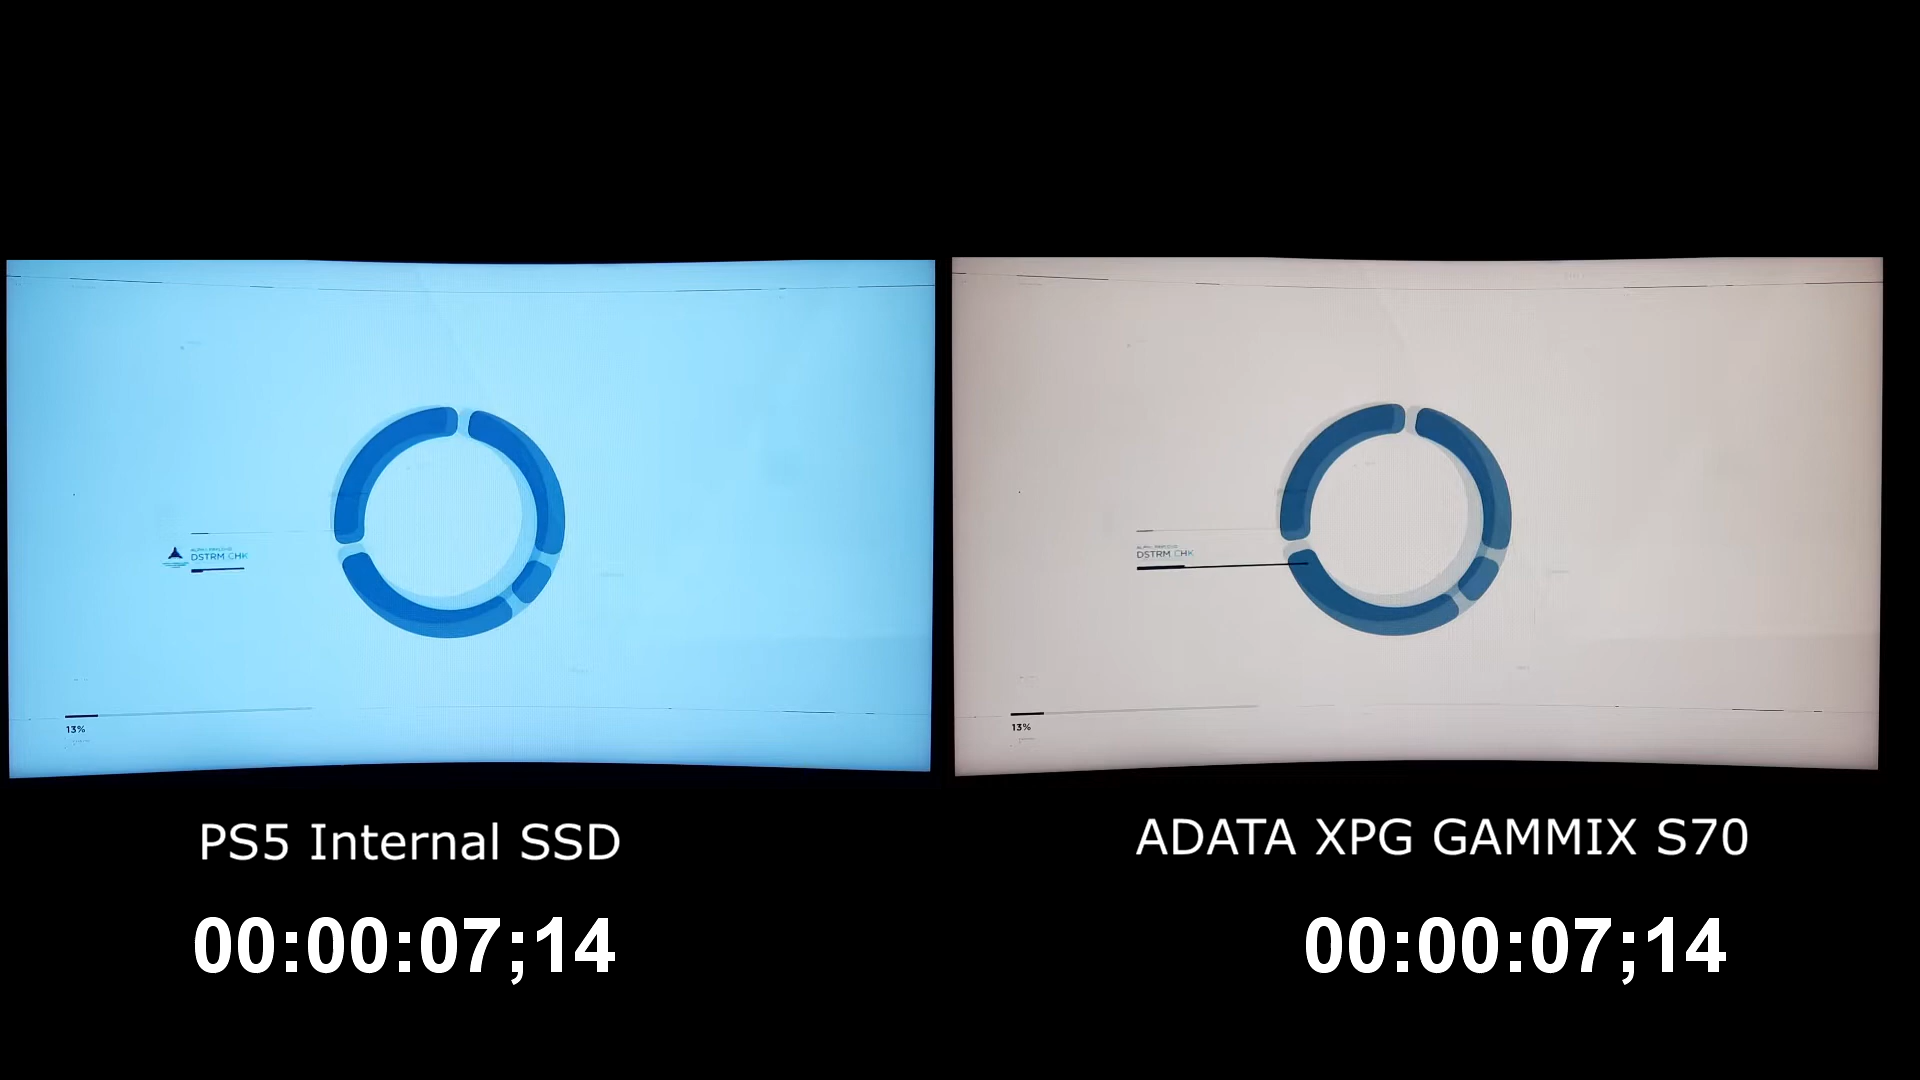 DSTRM CHK
13%
DSTRM CHK
13%
PS5 Internal SSD
ADATA XPG GAMMIX S70
00:00:07;14
00:00:07;14